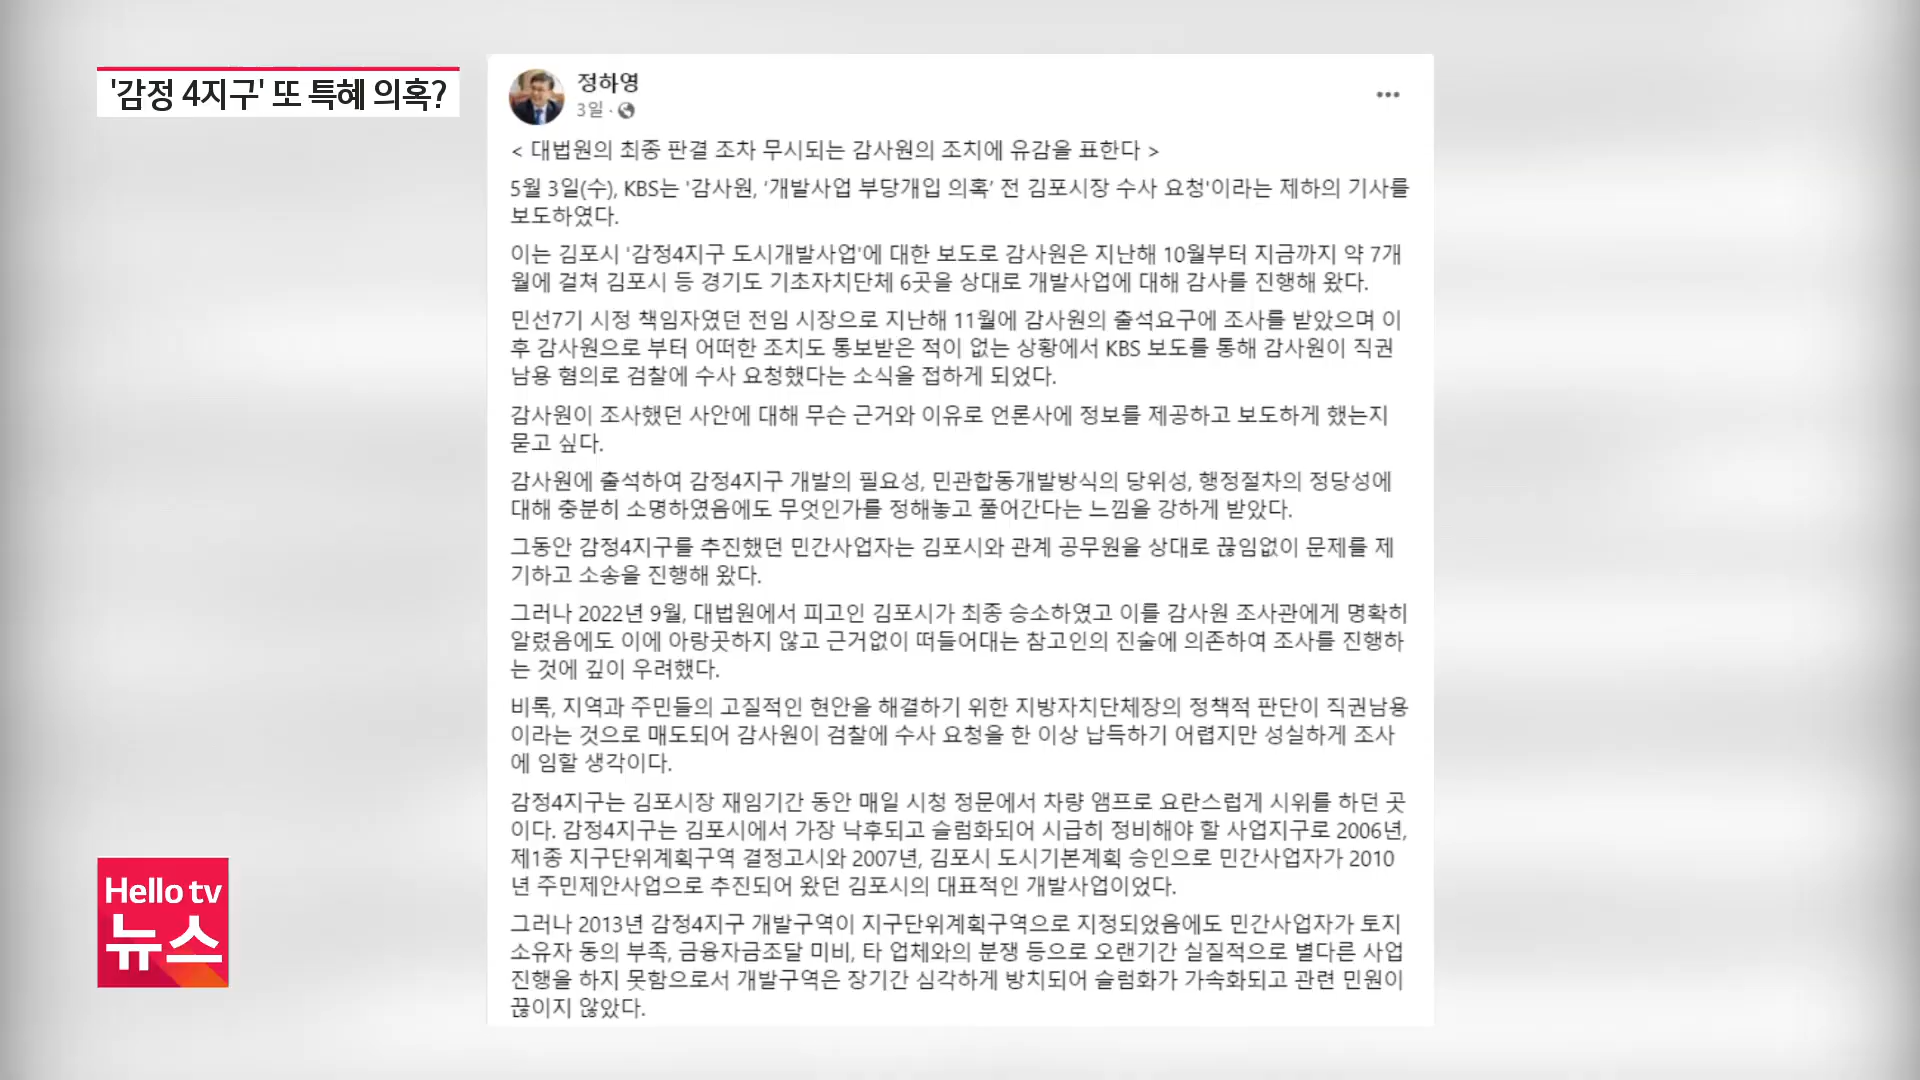 '감정 4지구' 또 특혜 의혹?
정하영
3일 ·
< 대법원의 최종 판결 조차 무시되는 감사원의 조치에 유감을 표한다 >
5월 3일(수), KBS는 '감사원, ‘개발사업 부당개입 의혹’ 전 김포시장 수사 요청'이라는 제하의 기사를
보도하였다.
이는 김포시 '감정4지구 도시개발사업'에 대한 보도로 감사원은 지난해 10월부터 지금까지 약 7개
월에 걸쳐 김포시 등 경기도 기초자치단체 6곳을 상대로 개발사업에 대해 감사를 진행해 왔다.
민선7기 시정 책임자였던 전임 시장으로 지난해 11월에 감사원의 출석요구에 조사를 받았으며 이
후 감사원으로 부터 어떠한 조치도 통보받은 적이 없는 상황에서 KBS 보도를 통해 감사원이 직권
남용 혐의로 검찰에 수사 요청했다는 소식을 접하게 되었다.
감사원이 조사했던 사안에 대해 무슨 근거와 이유로 언론사에 정보를 제공하고 보도하게 했는지
묻고 싶다.
감사원에 출석하여 감정4지구 개발의 필요성, 민관합동개발방식의 당위성, 행정절차의 정당성에
대해 충분히 소명하였음에도 무엇인가를 정해놓고 풀어간다는 느낌을 강하게 받았다.
그동안 감정4지구를 추진했던 민간사업자는 김포시와 관계 공무원을 상대로 끊임없이 문제를 제
기하고 소송을 진행해 왔다.
그러나 2022년 9월, 대법원에서 피고인 김포시가 최종 승소하였고 이를 감사원 조사관에게 명확히
알렸음에도 이에 아랑곳하지 않고 근거없이 떠들어대는 참고인의 진술에 의존하여 조사를 진행하
는 것에 깊이 우려했다.
비록, 지역과 주민들의 고질적인 현안을 해결하기 위한 지방자치단체장의 정책적 판단이 직권남용
이라는 것으로 매도되어 감사원이 검찰에 수사 요청을 한 이상 납득하기 어렵지만 성실하게 조사
에 임할 생각이다.
감정4지구는 김포시장 재임기간 동안 매일 시청 정문에서 차량 앰프로 요란스럽게 시위를 하던 곳
이다. 감정4지구는 김포시에서 가장 낙후되고 슬럼화되어 시급히 정비해야 할 사업지구로 2006년,
제1종 지구단위계획구역 결정고시와 2007년, 김포시 도시기본계획 승인으로 민간사업자가 2010
년 주민제안사업으로 추진되어 왔던 김포시의 대표적인 개발사업이었다.
그러나 2013년 감정4지구 개발구역이 지구단위계획구역으로 지정되었음에도 민간사업자가 토지
소유자 동의 부족, 금융자금조달 미비, 타 업체와의 분쟁 등으로 오랜기간 실질적으로 별다른 사업
진행을 하지 못함으로서 개발구역은 장기간 심각하게 방치되어 슬럼화가 가속화되고 관련 민원이
끊이지 않았다.
Hello tv
뉴스